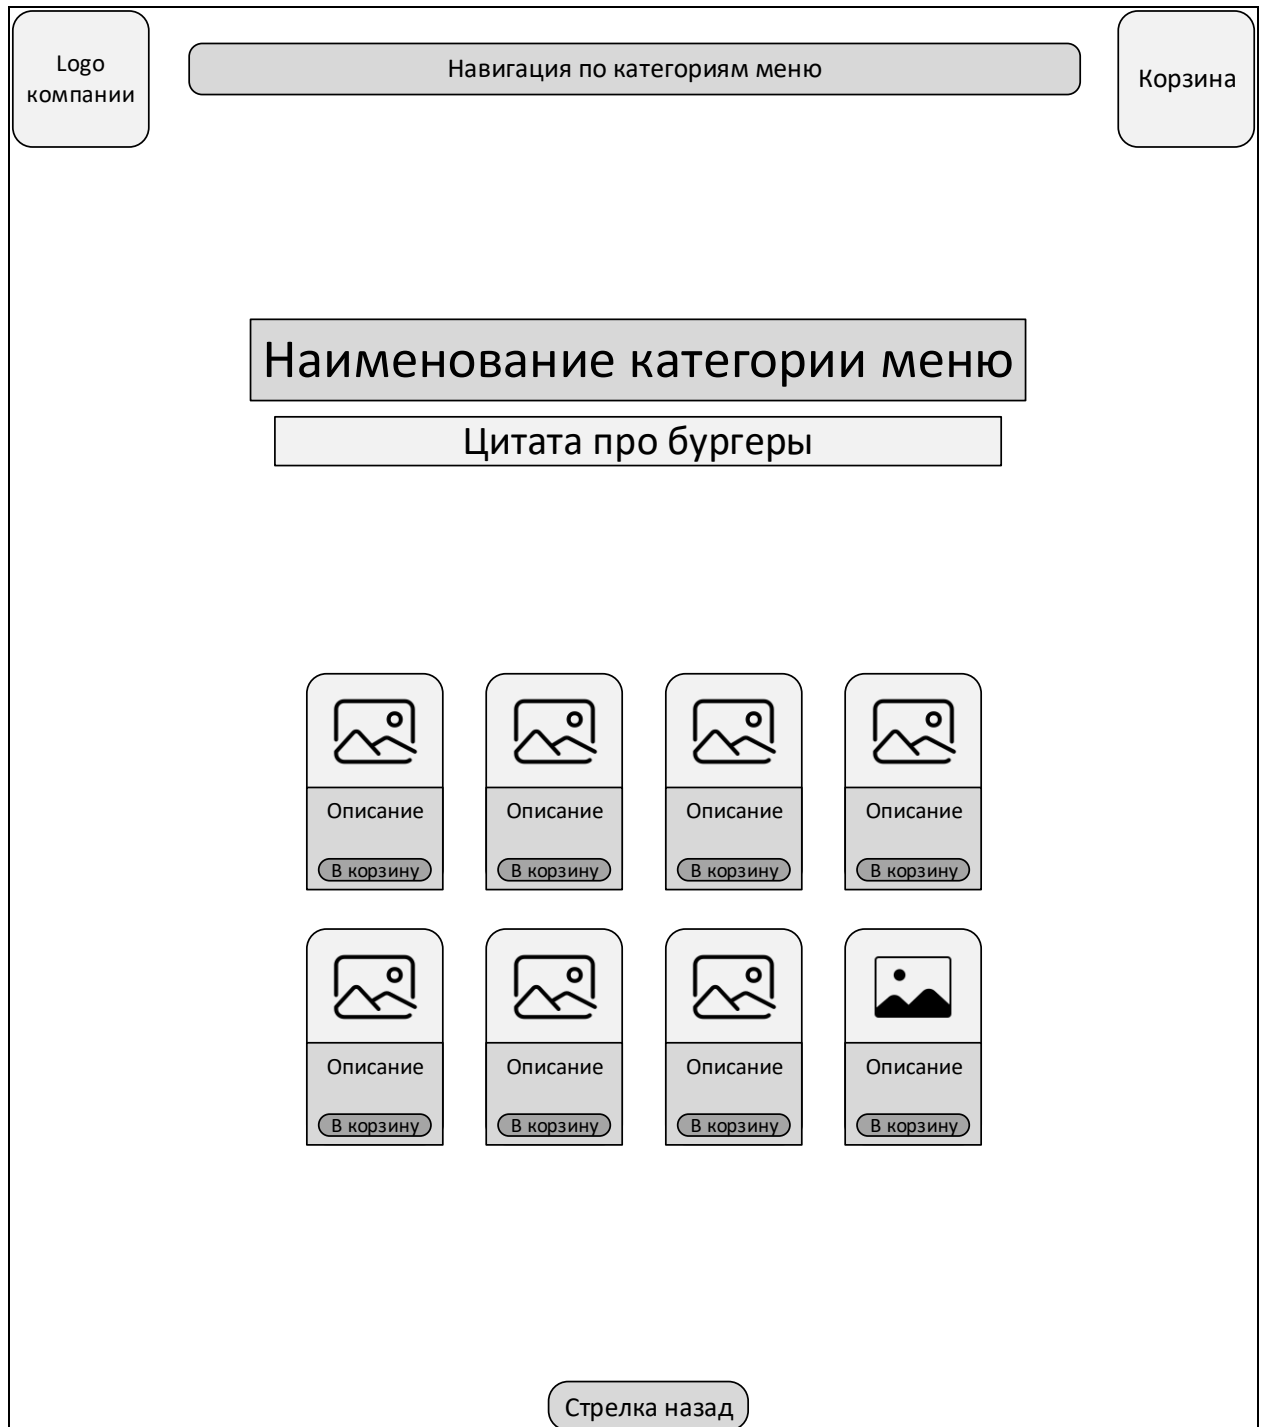 Logo
компании
Навигация по категориям меню
Корзина
Наименование категории меню
Цитата про бургеры
Описание
Описание
Описание
Описание
В корзину
В корзину
В корзину
В корзину
Описание
Описание
Описание
Описание
В корзину
В корзину
В корзину
В корзину
Стрелка назад